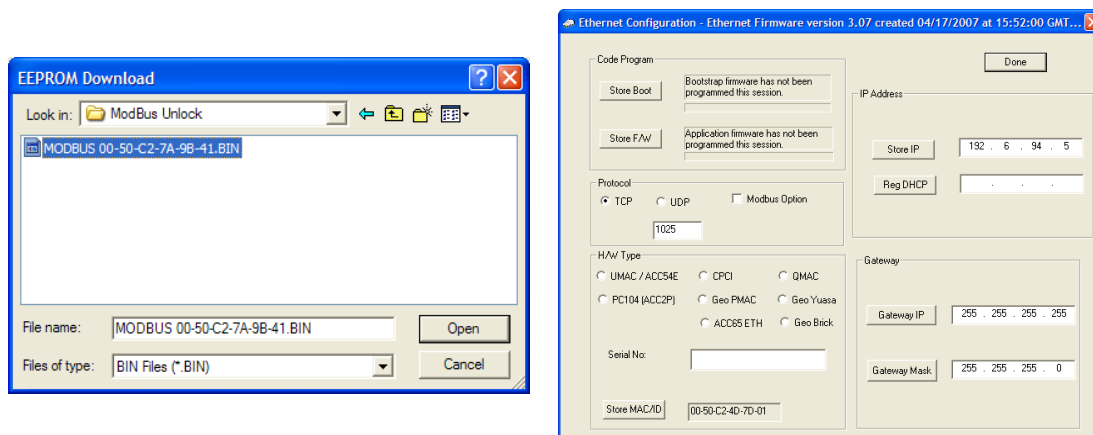 EEPROM Download
Look in: ModBus Unlock
MODBUS 00-50-C2-7A-9B-41.BIN
File name: MODBUS 00-50-C2-7A-9B-41.BIN Open
Files of type: BIN Files (*.BIN) Cancel
Ethernet Configuration - Ethernet Firmware version 3.07 created 04/17/2007 at 15:52:00 GMT...
Done
Code Program
Store Boot
Bootstrap firmware has not been
programmed this session.
Store F/W
Application firmware has not been
programmed this session.
Protocol
TCP UDP Modbus Option
1025
H/W Type
UMAC / ACC54E CPCI QMAC
PC104 (ACC2P) Geo PMAC Geo Yuasa
ACC65 ETH Geo Brick
Serial No:
Store MAC/ID 00-50-C2-4D-7D-01
IP Address
Store IP 192 . 6 . 94 . 5
Reg DHCP . . .
Gateway
Gateway IP 255 . 255 . 255 . 255
Gateway Mask 255 . 255 . 255 . 0